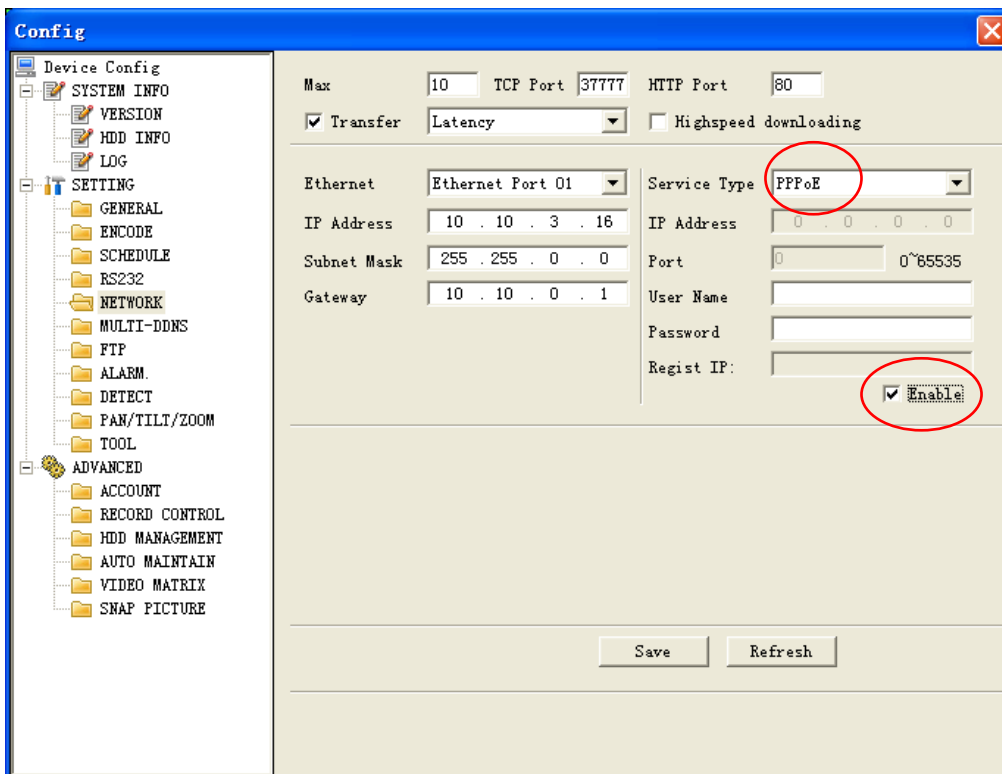 Config
Device Config
SYSTEM INFO
VERSION
HDD INFO
LOG
SETTING
GENERAL
ENCODE
SCHEDULE
RS232
NETWORK
MULTI-DDNS
FTP
ALARM.
DETECT
PAN/TILT/ZOOM
TOOL
ADVANCED
ACCOUNT
RECORD CONTROL
HDD MANAGEMENT
AUTO MAINTAIN
VIDEO MATRIX
SNAP PICTURE
Max 10 TCP Port 37777 HTTP Port 80
Transfer Latency Highspeed downloading
Ethernet Ethernet Port 01
IP Address 10 . 10 . 3 . 16
Subnet Mask 255 . 255 . 0 . 0
Gateway 10 . 10 . 0 . 1
Service Type PPPoE
IP Address 0 . 0 . 0 . 0
Port 0 0~65535
User Name
Password
Regist IP:
Enable
Save Refresh